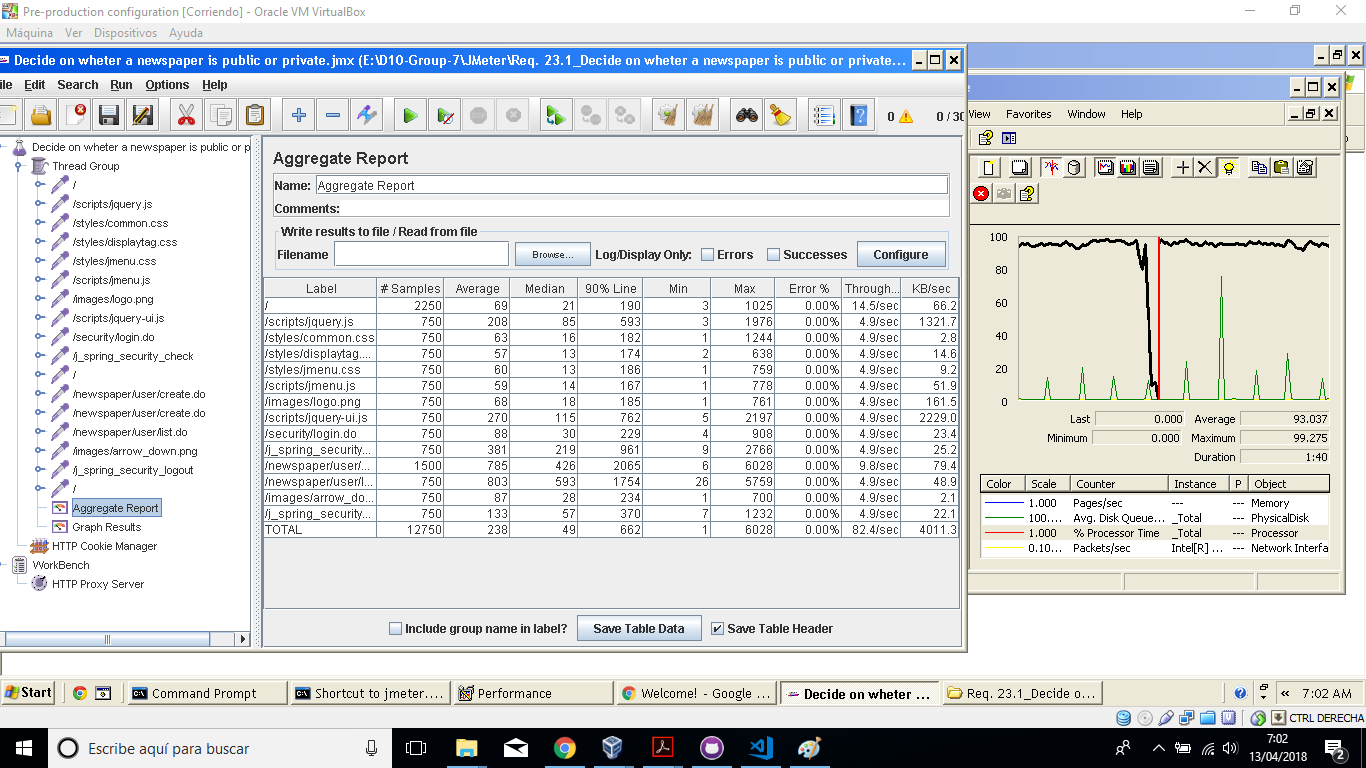 Pre-production configuration [Corriendo] - Oracle VM VirtualBox
Máquina Ver Dispositivos Ayuda
Decide on wheter a newspaper is public or private.jmx (E:\D10-Group-7\JMeter\Req. 23.1_Decide on wheter a newspaper is public or private...
ile Edit Search Run Options Help
0 0 / 30
Decide on wheter a newspaper is public or p
Thread Group
/
/scripts/jquery.js
/styles/common.css
/styles/displaytag.css
/styles/jmenu.css
/scripts/jmenu.js
/images/logo.png
/scripts/jquery-ui.js
/security/login.do
/j_spring_security_check
/
/newspaper/user/create.do
/newspaper/user/create.do
/newspaper/user/list.do
/images/arrow_down.png
/j_spring_security_logout
/
Aggregate Report
Graph Results
HTTP Cookie Manager
WorkBench
HTTP Proxy Server
Aggregate Report
Name: Aggregate Report
Comments:
Write results to file / Read from file
Filename Browse... Log/Display Only: Errors Successes Configure
Label # Samples Average Median 90% Line Min Max Error % Through... KB/sec
/ 2250 69 21 190 3 1025 0.00% 14.5/sec 66.2
/scripts/jquery.js 750 208 85 593 3 1976 0.00% 4.9/sec 1321.7
/styles/common.css 750 63 16 182 1 1244 0.00% 4.9/sec 2.8
/styles/displaytag.... 750 57 13 174 2 638 0.00% 4.9/sec 14.6
/styles/jmenu.css 750 60 13 186 1 759 0.00% 4.9/sec 9.2
/scripts/jmenu.js 750 59 14 167 1 778 0.00% 4.9/sec 51.9
/images/logo.png 750 68 18 185 1 761 0.00% 4.9/sec 161.5
/scripts/jquery-ui.js 750 270 115 762 5 2197 0.00% 4.9/sec 2229.0
/security/login.do 750 88 30 229 4 908 0.00% 4.9/sec 23.4
/j_spring_security... 750 381 219 961 9 2766 0.00% 4.9/sec 25.2
/newspaper/user/... 1500 785 426 2065 6 6028 0.00% 9.8/sec 79.4
/newspaper/user/l... 750 803 593 1754 26 5759 0.00% 4.9/sec 48.9
/images/arrow_do... 750 87 28 234 1 700 0.00% 4.9/sec 2.1
/j_spring_security... 750 133 57 370 7 1232 0.00% 4.9/sec 22.1
TOTAL 12750 238 49 662 1 6028 0.00% 82.4/sec 4011.3
Include group name in label? Save Table Data Save Table Header
View Favorites Window Help
100
80
60
40
20
0
Last 0.000 Average 93.037
Minimum 0.000 Maximum 99.275
Duration 1:40
Color Scale Counter Instance P Object
1.000 Pages/sec --- --- Memory
100.... Avg. Disk Queue... _Total --- PhysicalDisk
1.000 % Processor Time _Total --- Processor
0.10... Packets/sec Intel[R] ... --- Network Interfa
Start Command Prompt Shortcut to jmeter.... Performance Welcome! - Google ... Decide on wheter ... Req. 23.1_Decide o... « 7:02 AM
CTRL DERECHA
Escribe aquí para buscar
7:02
13/04/2018
2